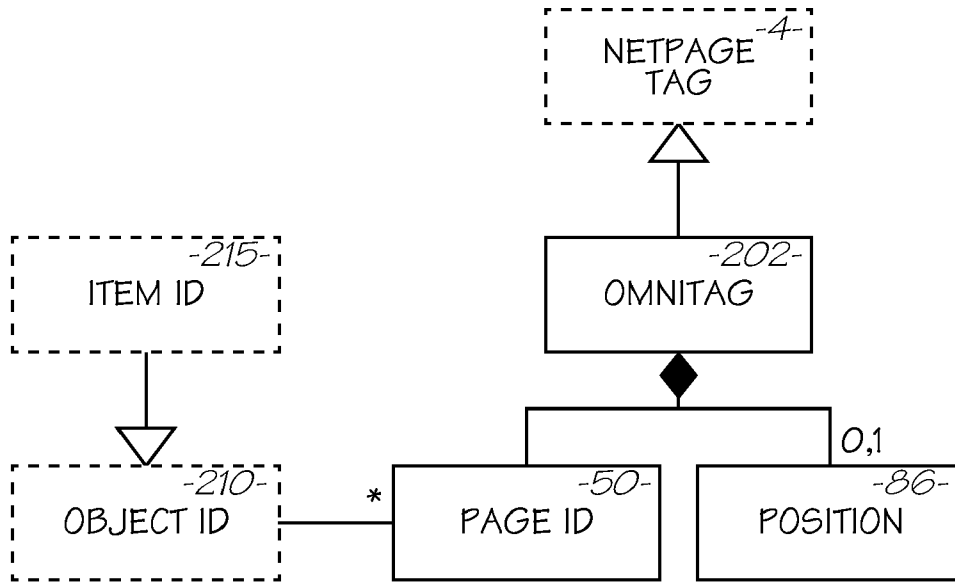 -4-
NETPAGE
TAG
-215-
ITEM ID
-202-
OMNITAG
0,1
-210-
OBJECT ID
*
-50-
PAGE ID
-86-
POSITION